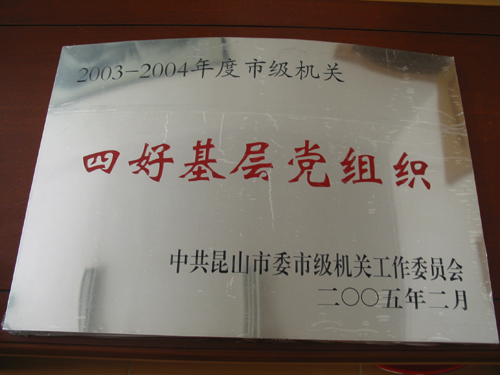 2003-2004年度市级机关
四好基层党组织
中共昆山市委市级机关工作委员会
二〇〇五年二月